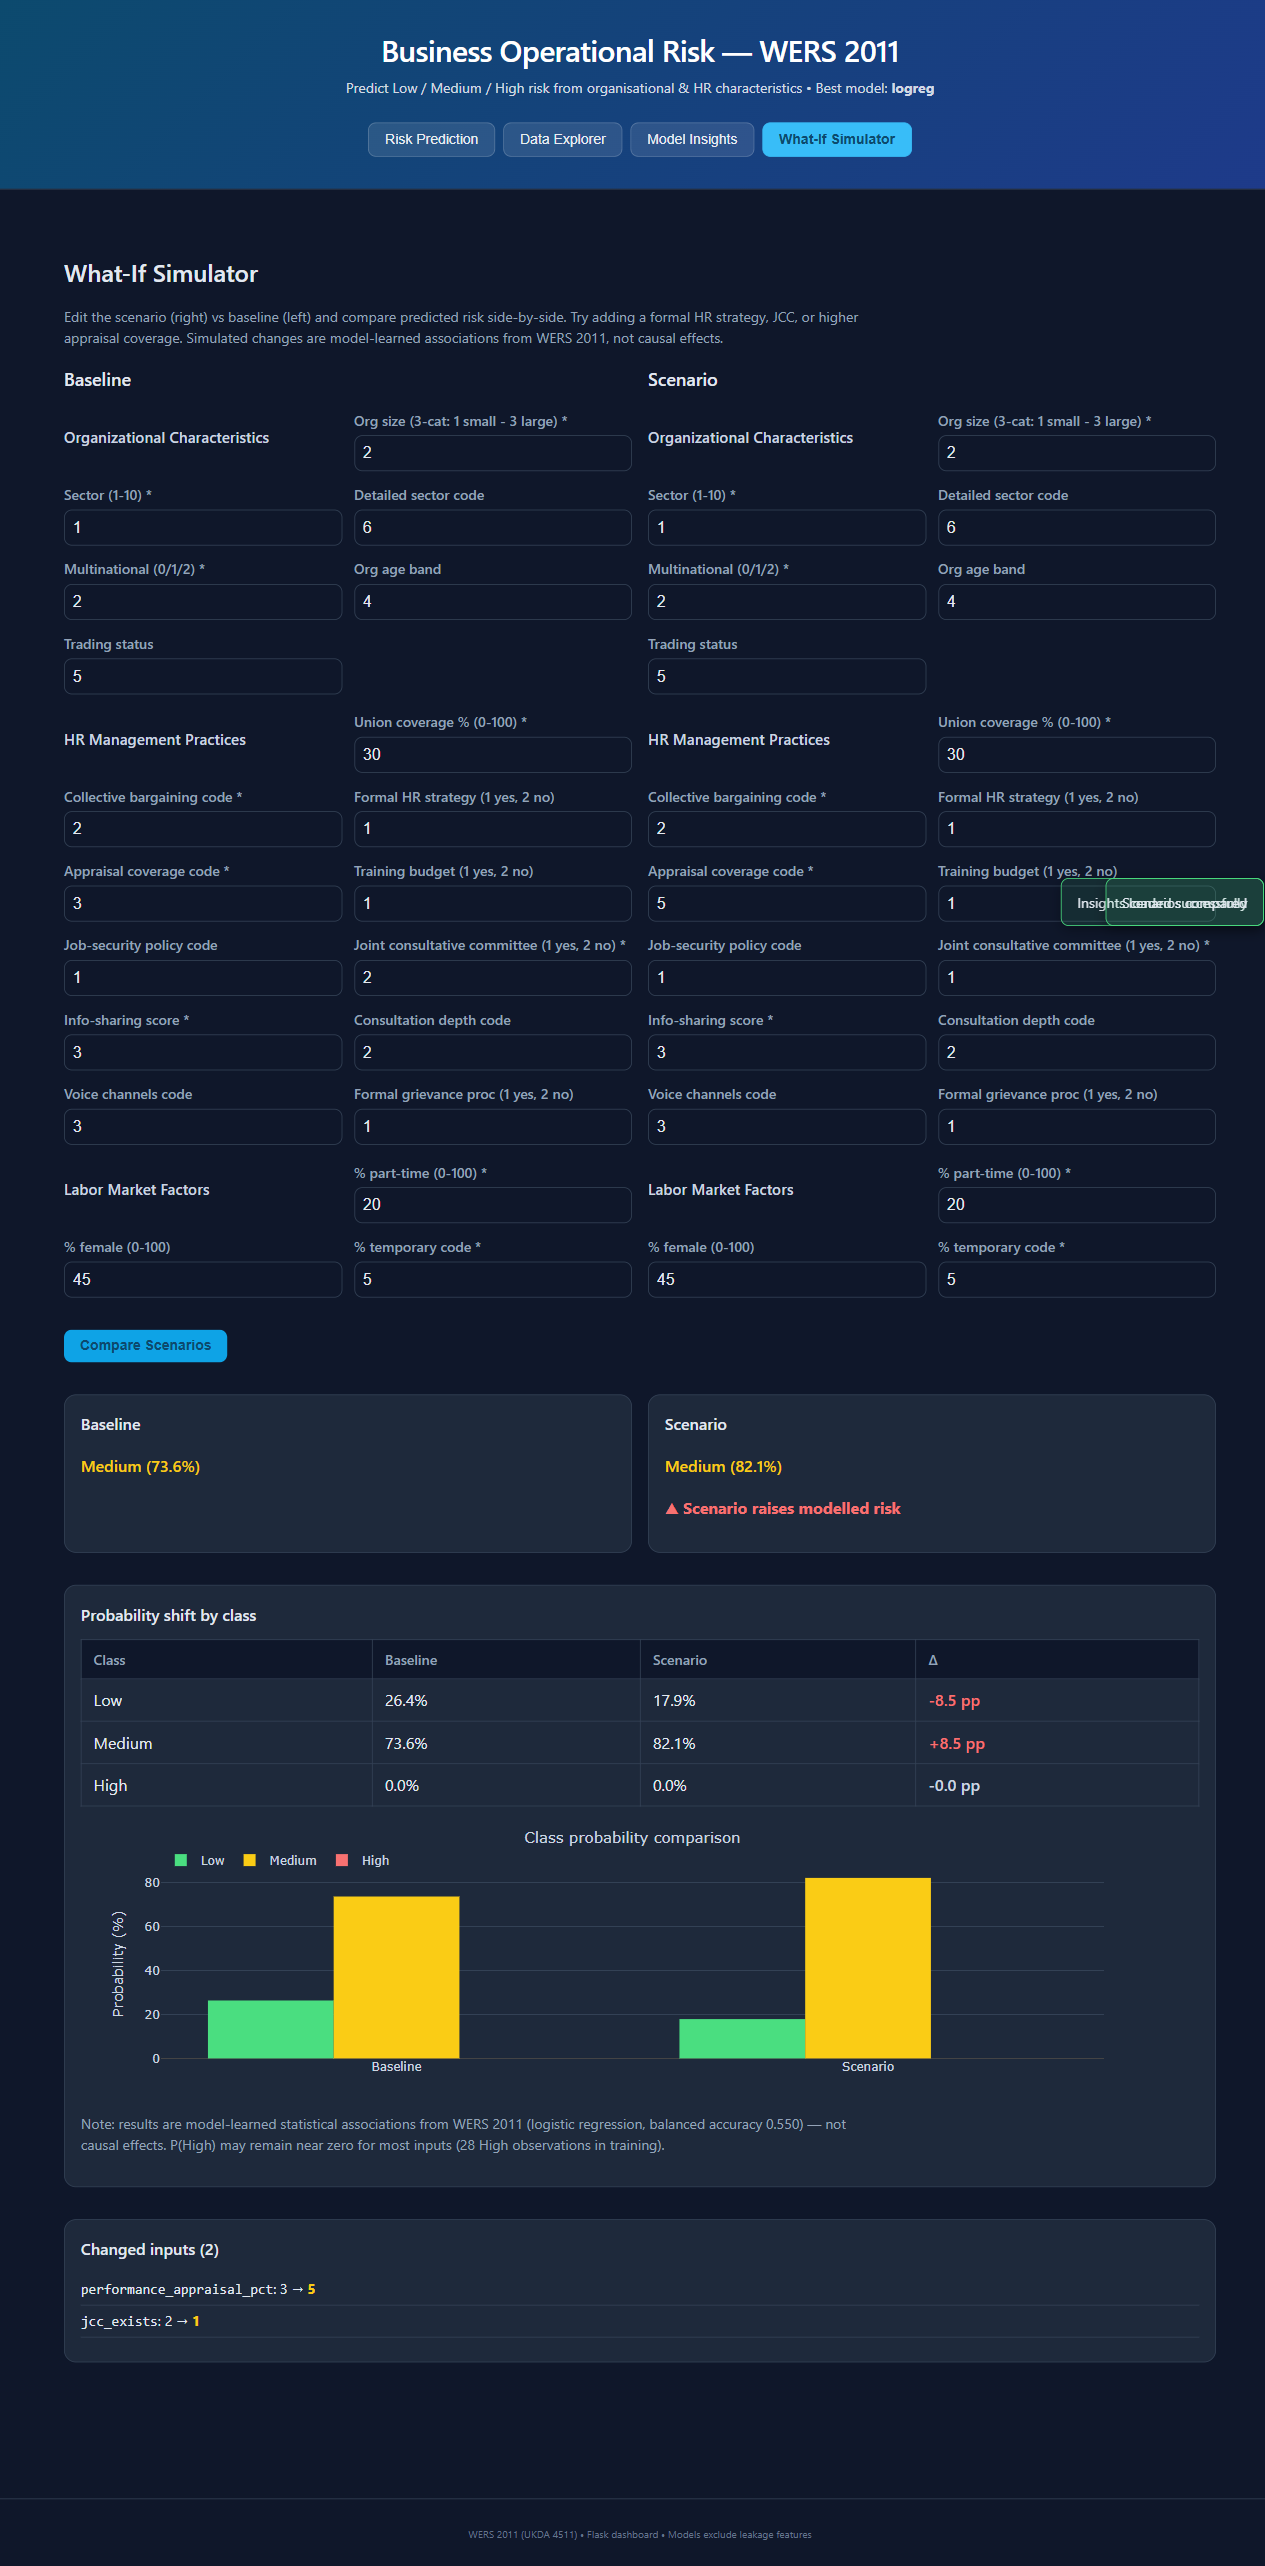 Business Operational Risk — WERS 2011
Predict Low / Medium / High risk from organisational & HR characteristics • Best model: logreg
Risk Prediction
Data Explorer
Model Insights
What-If Simulator
What-If Simulator
Edit the scenario (right) vs baseline (left) and compare predicted risk side-by-side. Try adding a formal HR strategy, JCC, or higher
appraisal coverage. Simulated changes are model-learned associations from WERS 2011, not causal effects.
Baseline
Organizational Characteristics
Org size (3-cat: 1 small - 3 large) *
2
Sector (1-10) *
Detailed sector code
1
6
Multinational (0/1/2) *
Org age band
2
4
Trading status
5
HR Management Practices
Union coverage % (0-100) *
30
Collective bargaining code *
Formal HR strategy (1 yes, 2 no)
2
1
Appraisal coverage code *
Training budget (1 yes, 2 no)
3
1
Job-security policy code
Joint consultative committee (1 yes, 2 no) *
1
2
Info-sharing score *
Consultation depth code
3
2
Voice channels code
Formal grievance proc (1 yes, 2 no)
3
1
Labor Market Factors
% part-time (0-100) *
20
% female (0-100)
% temporary code *
45
5
Scenario
Organizational Characteristics
Org size (3-cat: 1 small - 3 large) *
2
Sector (1-10) *
Detailed sector code
1
6
Multinational (0/1/2) *
Org age band
2
4
Trading status
5
HR Management Practices
Union coverage % (0-100) *
30
Collective bargaining code *
Formal HR strategy (1 yes, 2 no)
2
1
Appraisal coverage code *
Training budget (1 yes, 2 no)
5
1
Insights
Job-security policy code
Joint consultative committee (1 yes, 2 no) *
1
1
Info-sharing score *
Consultation depth code
3
2
Voice channels code
Formal grievance proc (1 yes, 2 no)
3
1
Labor Market Factors
% part-time (0-100) *
20
% female (0-100)
% temporary code *
45
5
Compare Scenarios
Baseline
Medium (73.6%)
Scenario
Medium (82.1%)
▲ Scenario raises modelled risk
Probability shift by class
Class Baseline Scenario Δ
Low 26.4% 17.9% -8.5 pp
Medium 73.6% 82.1% +8.5 pp
High 0.0% 0.0% -0.0 pp
Class probability comparison
Low Medium High
Probability (%)
80
60
40
20
0
Baseline
Scenario
Note: results are model-learned statistical associations from WERS 2011 (logistic regression, balanced accuracy 0.550) — not
causal effects. P(High) may remain near zero for most inputs (28 High observations in training).
Changed inputs (2)
performance_appraisal_pct: 3 → 5
jcc_exists: 2 → 1
WERS 2011 (UKDA 4511) • Flask dashboard • Models exclude leakage features